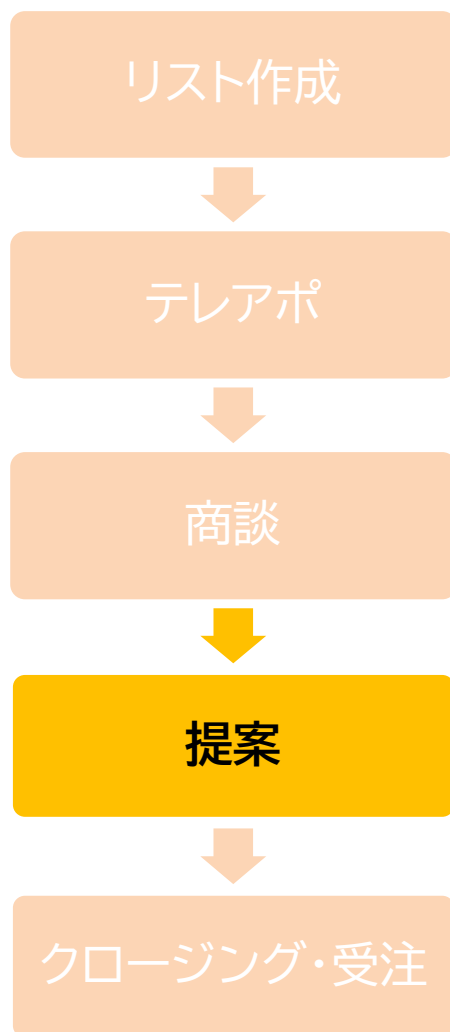 リスト作成
テレアポ
商談
提案
クロージング・受注